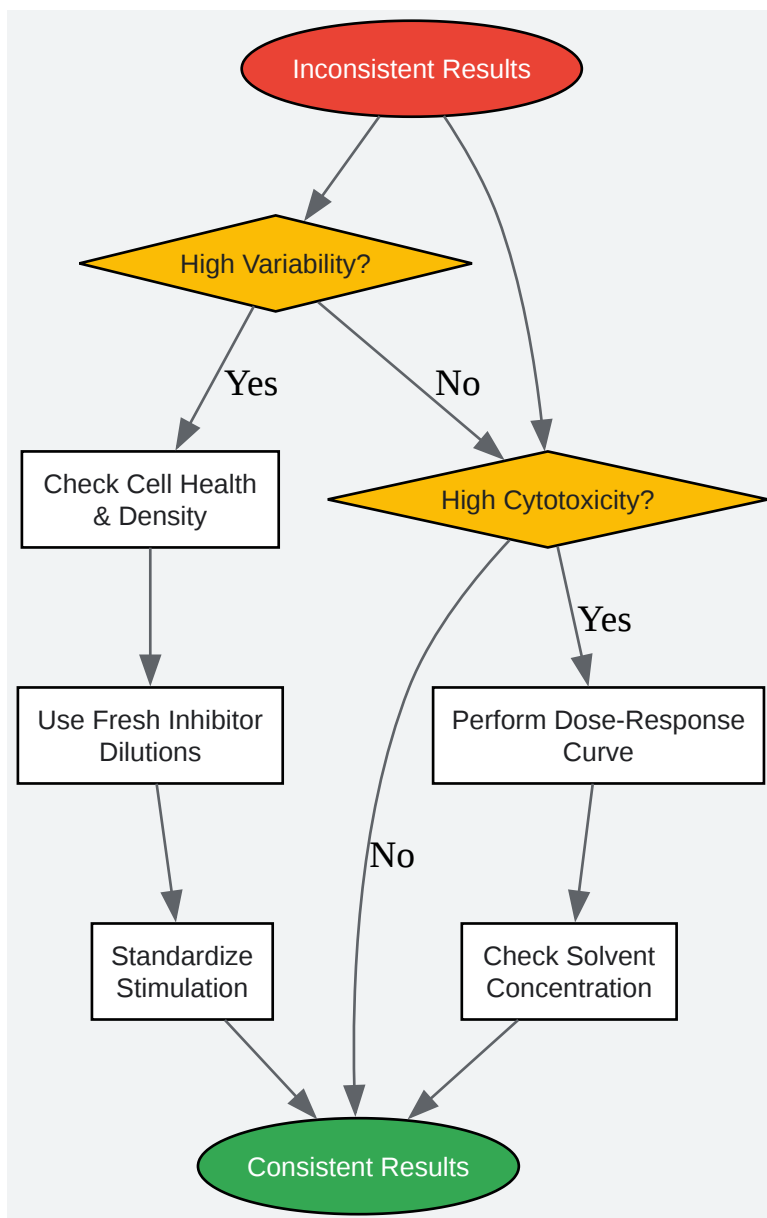 Inconsistent Results
High Variability?
Yes
No
Check Cell Health
& Density
High Cytotoxicity?
Yes
Use Fresh Inhibitor
Dilutions
Perform Dose-Response
Curve
No
Standardize
Stimulation
Check Solvent
Concentration
Consistent Results